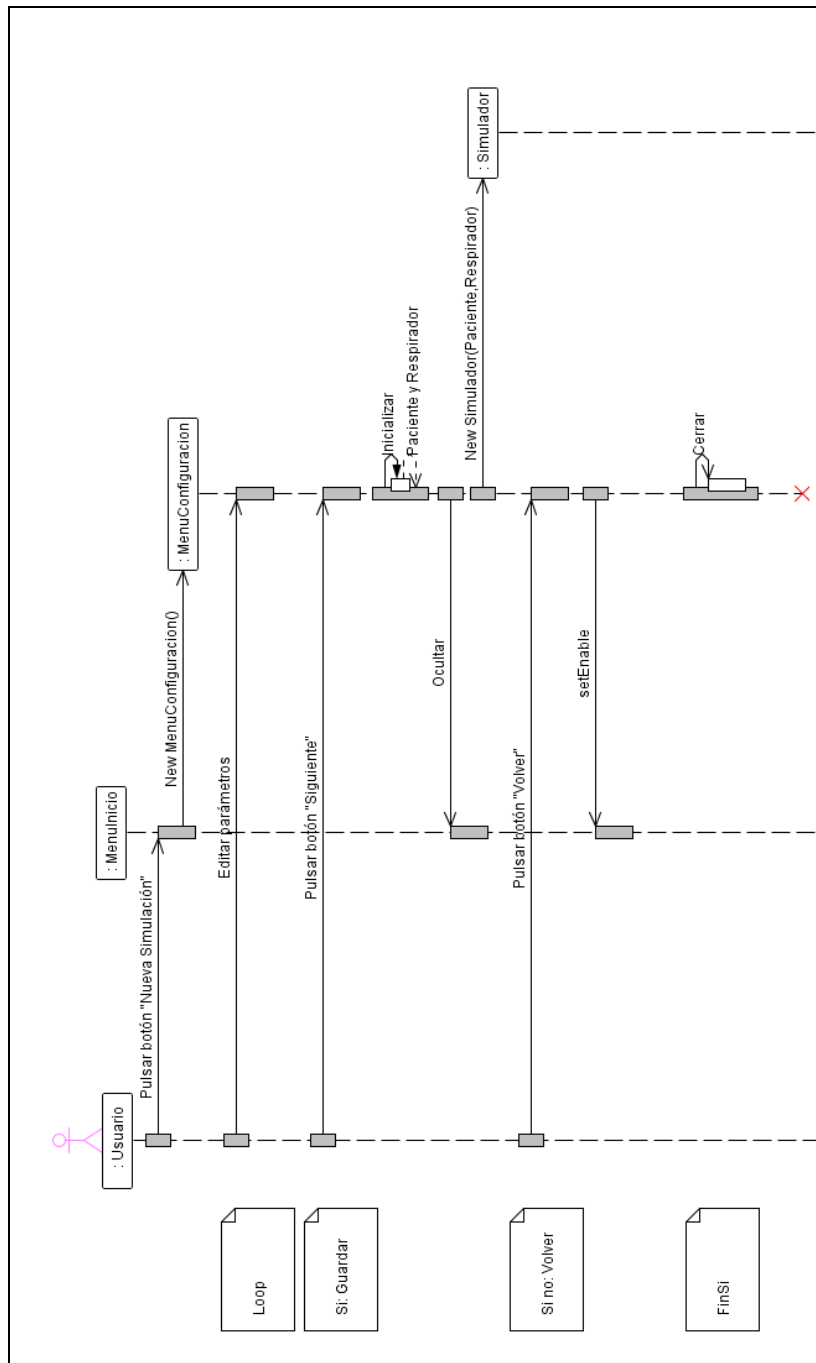 : Usuario
: MenuInicio
: MenuConfiguracion
: Simulador
Pulsar botón "Nueva Simulación"
New MenuConfiguracion()
Loop
Editar parámetros
Si: Guardar
Pulsar botón "Siguiente"
Inicializar
Paciente y Respirador
Ocultar
New Simulador(Paciente,Respirador)
Si no: Volver
Pulsar botón "Volver"
setEnable
FinSi
Cerrar